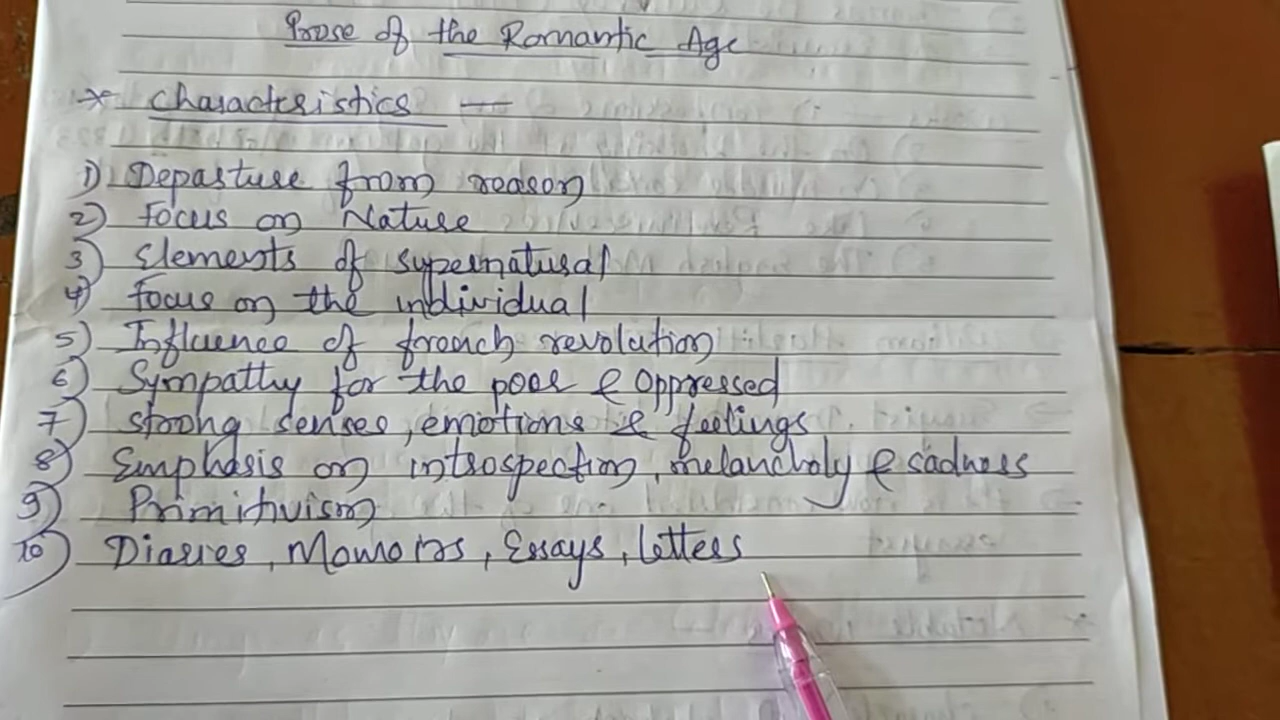 Prose of the Romantic Age
* Characteristics —
1) Departure from reason
2) Focus on Nature
3) Elements of supernatural
4) Focus on the individual
5) Influence of french revolution
6) Sympathy for the poor & Oppressed
7) strong senses, emotions & feelings
8) Emphasis on introspection, melancholy & sadness
9) Primitivism
10) Diaries, Memoirs, Essays, letters